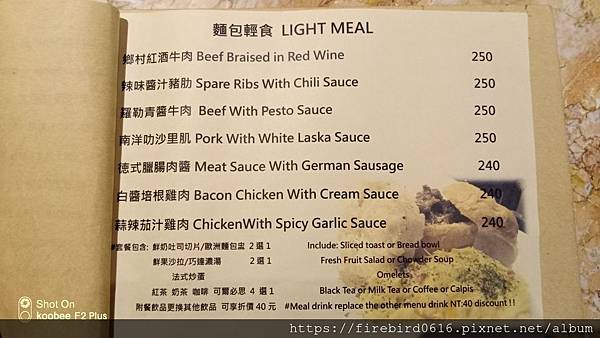 麵包輕食 LIGHT MEAL
鄉村紅酒牛肉 Beef Braised in Red Wine 250
辣味醬汁豬肋 Spare Ribs With Chili Sauce 250
羅勒青醬牛肉 Beef With Pesto Sauce 250
南洋叻沙里肌 Pork With White Laska Sauce 250
德式臘腸肉醬 Meat Sauce With German Sausage 240
白醬培根雞肉 Bacon Chicken With Cream Sauce 240
蒜辣茄汁雞肉 ChickenWith Spicy Garlic Sauce 240
#套餐包含: 鮮奶吐司切片/歐洲麵包盅 2 選 1 Include: Sliced toast or Bread bowl
鮮果沙拉/巧達濃湯 2 選 1 Fresh Fruit Salad or Chowder Soup
法式炒蛋 Omelets
紅茶 奶茶 咖啡 可爾必思 4 選 1 Black Tea or Milk Tea or Coffee or Calpis
附餐飲品更換其他飲品 可享折價 40 元 #Meal drink replace the other menu drink NT:40 discount!!
Shot On
koobee F2 Plus
https://firebird0616.pixnet.net/album